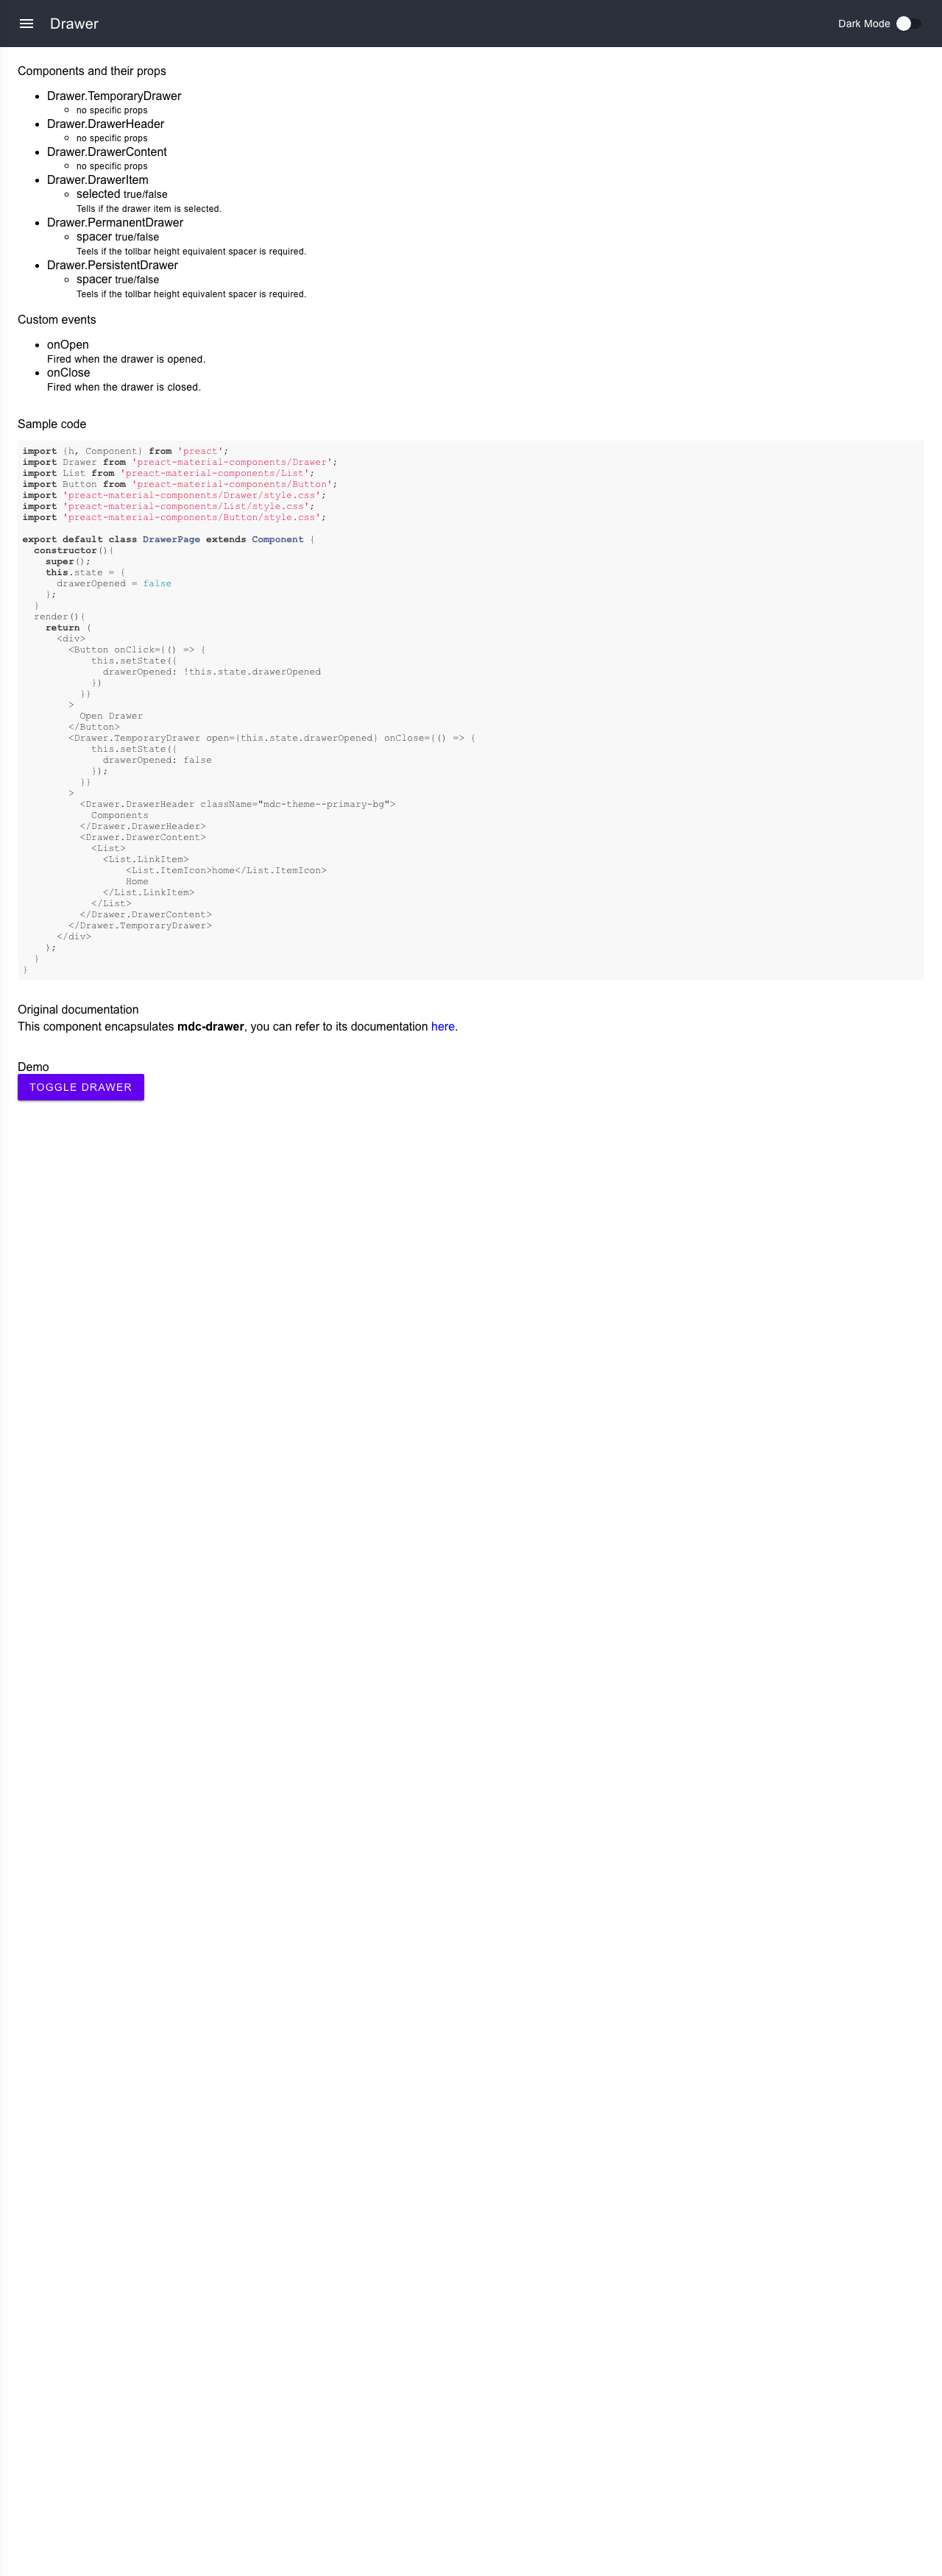 Drawer
Dark Mode
Components and their props
Drawer.TemporaryDrawer
no specific props
Drawer.DrawerHeader
no specific props
Drawer.DrawerContent
no specific props
Drawer.DrawerItem
selected true/false
Tells if the drawer item is selected.
Drawer.PermanentDrawer
spacer true/false
Teels if the tollbar height equivalent spacer is required.
Drawer.PersistentDrawer
spacer true/false
Teels if the tollbar height equivalent spacer is required.
Custom events
onOpen
Fired when the drawer is opened.
onClose
Fired when the drawer is closed.
Sample code
import {h, Component} from 'preact';
import Drawer from 'preact-material-components/Drawer';
import List from 'preact-material-components/List';
import Button from 'preact-material-components/Button';
import 'preact-material-components/Drawer/style.css';
import 'preact-material-components/List/style.css';
import 'preact-material-components/Button/style.css';
export default class DrawerPage extends Component {
constructor(){
super();
this.state = {
drawerOpened = false
};
}
render(){
return (
<div>
<Button onClick={() => {
this.setState({
drawerOpened: !this.state.drawerOpened
})
}}
>
Open Drawer
</Button>
<Drawer.TemporaryDrawer open={this.state.drawerOpened} onClose={() => {
this.setState({
drawerOpened: false
});
}}
>
<Drawer.DrawerHeader className="mdc-theme--primary-bg">
Components
</Drawer.DrawerHeader>
<Drawer.DrawerContent>
<List>
<List.LinkItem>
<List.ItemIcon>home</List.ItemIcon>
Home
</List.LinkItem>
</List>
</Drawer.DrawerContent>
</Drawer.TemporaryDrawer>
</div>
);
}
}
Original documentation
This component encapsulates mdc-drawer, you can refer to its documentation here.
Demo
TOGGLE DRAWER